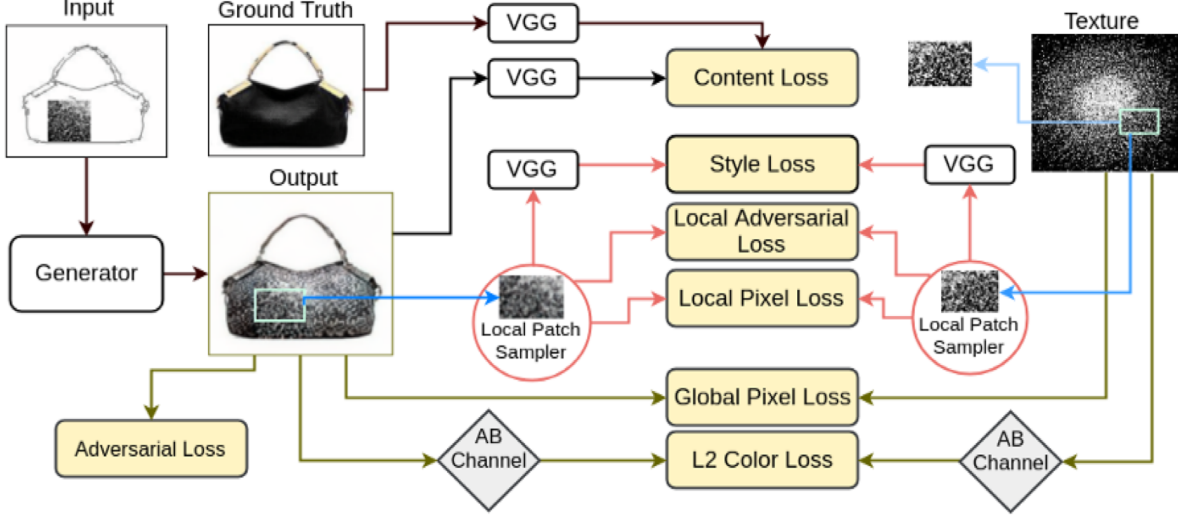 Input
Ground Truth
VGG
Texture
VGG
Content Loss
VGG
Style Loss
VGG
Output
Local Adversarial
Loss
Generator
Local Pixel Loss
Local Patch
Sampler
Local Patch
Sampler
Global Pixel Loss
Adversarial Loss
AB
Channel
L2 Color Loss
AB
Channel